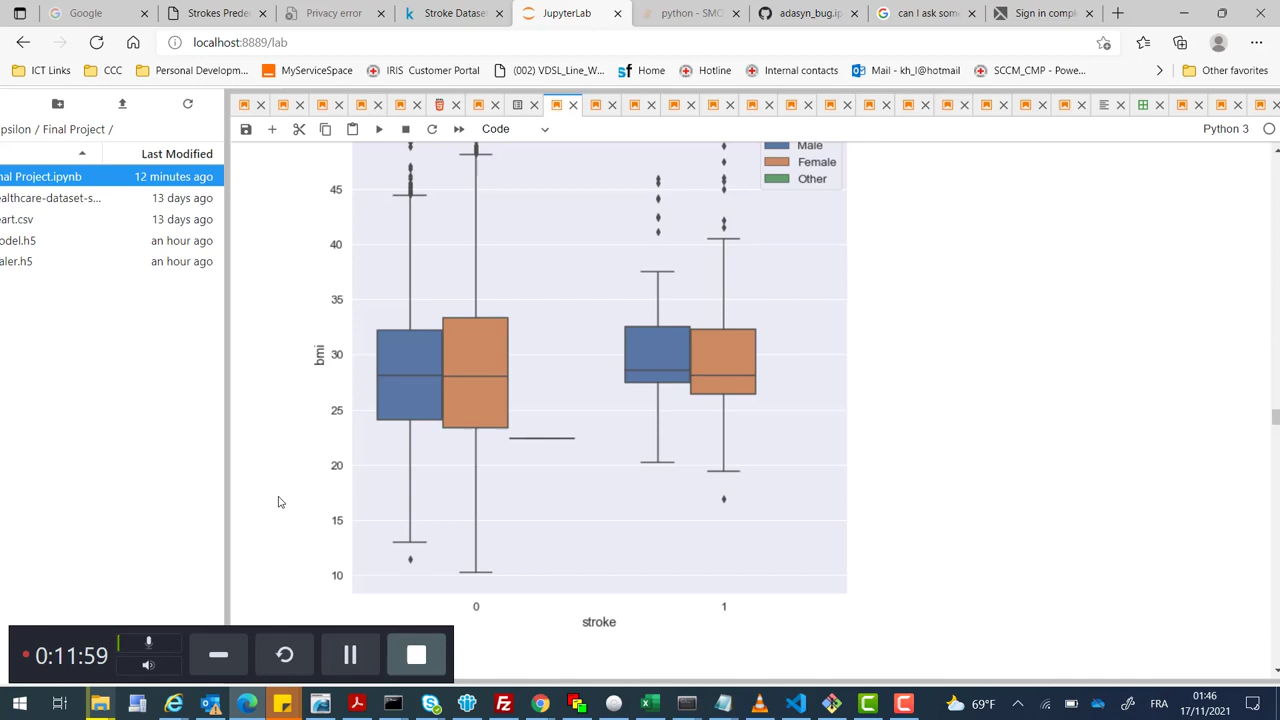 Google
Strokes Prede
Privacy error
Stroke Dataset
JupyterLab
python - SMO
adasyn_bug.ip
can I ask som
Sign in compl
localhost:8889/lab
ICT Links
CCC
Personal Developm...
MyServiceSpace
IRIS Customer Portal
(002) VDSL_Line_W...
Home
Hotline
Internal contacts
Mail - kh_l@hotmail
SCCM_CMP - Powe...
Other favorites
psilon / Final Project /
Code
Python 3
Last Modified
nal Project.ipynb
12 minutes ago
ealthcare-dataset-s...
13 days ago
eart.csv
13 days ago
odel.h5
an hour ago
aler.h5
an hour ago
Male
Female
Other
45
40
35
30
25
20
15
10
bmi
0
1
stroke
0:11:59
69°F
FRA
01:46
17/11/2021